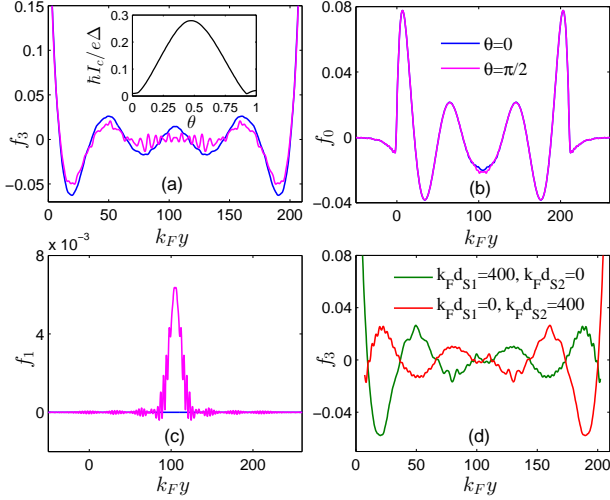 0.15
0.1
0.05
0
−0.05
f3
0.3
0.2
0.1
0
ħIc/eΔ
0 0.25 0.5 0.75 1
θ
(a)
0 50 100 150 200
kFy
0.08
0.04
0
−0.04
f0
θ=0
θ=π/2
(b)
0 100 200
kFy
x 10−3
8
4
0
f1
(c)
0 100 200
kFy
0.08
0.04
0
−0.04
f3
kFdS1=400, kFdS2=0
kFdS1=0, kFdS2=400
(d)
0 50 100 150 200
kFy